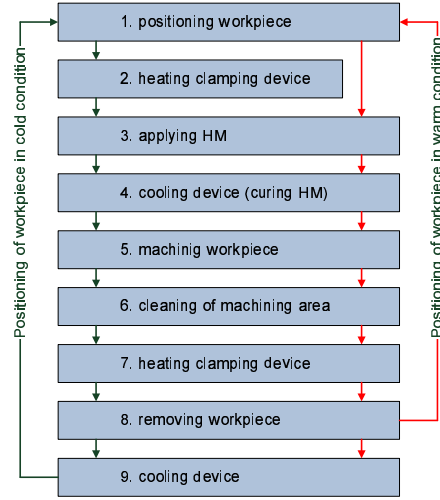 1. positioning workpiece
2. heating clamping device
3. applying HM
4. cooling device (curing HM)
5. machinig workpiece
6. cleaning of machining area
7. heating clamping device
8. removing workpiece
9. cooling device
Positioning of workpiece in cold condition
Positioning of workpiece in warm condition